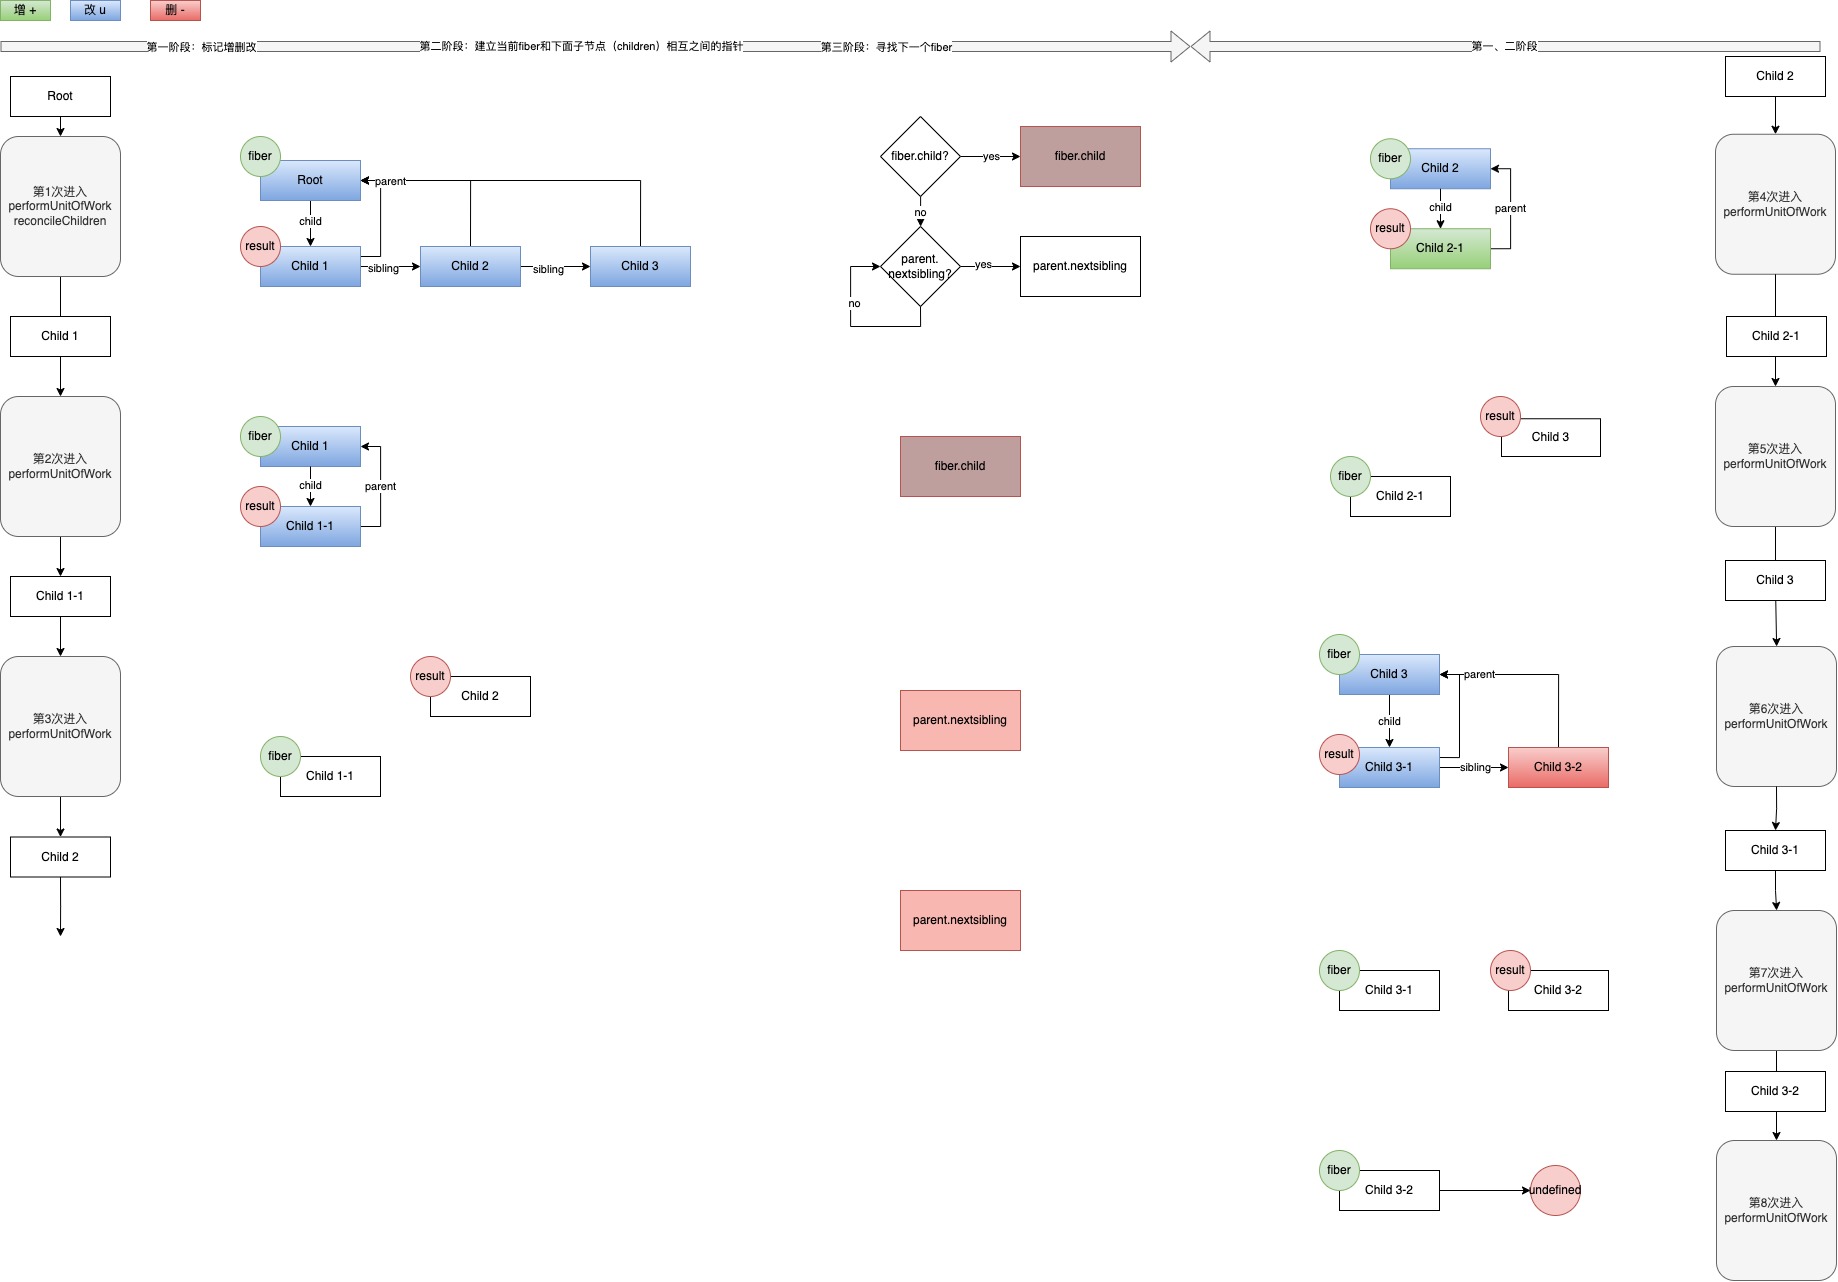 增 +
改 u
删 -
第一阶段：标记增删改
第二阶段：建立当前fiber和下面子节点（children）相互之间的指针
第三阶段：寻找下一个fiber
第一、二阶段
Root
第1次进入
performUnitOfWork
reconcileChildren
Child 1
第2次进入
performUnitOfWork
Child 1-1
第3次进入
performUnitOfWork
Child 2
fiber
Root
parent
child
result
Child 1
sibling
Child 2
sibling
Child 3
fiber
Child 1
child
parent
result
Child 1-1
result
Child 2
fiber
Child 1-1
fiber.child?
yes
fiber.child
no
parent.
nextsibling?
yes
parent.nextsibling
no
fiber.child
parent.nextsibling
parent.nextsibling
fiber
Child 2
child
parent
result
Child 2-1
result
Child 3
fiber
Child 2-1
fiber
Child 3
parent
child
result
Child 3-1
sibling
Child 3-2
fiber
Child 3-1
result
Child 3-2
fiber
Child 3-2
undefined
Child 2
第4次进入
performUnitOfWork
Child 2-1
第5次进入
performUnitOfWork
Child 3
第6次进入
performUnitOfWork
Child 3-1
第7次进入
performUnitOfWork
Child 3-2
第8次进入
performUnitOfWork